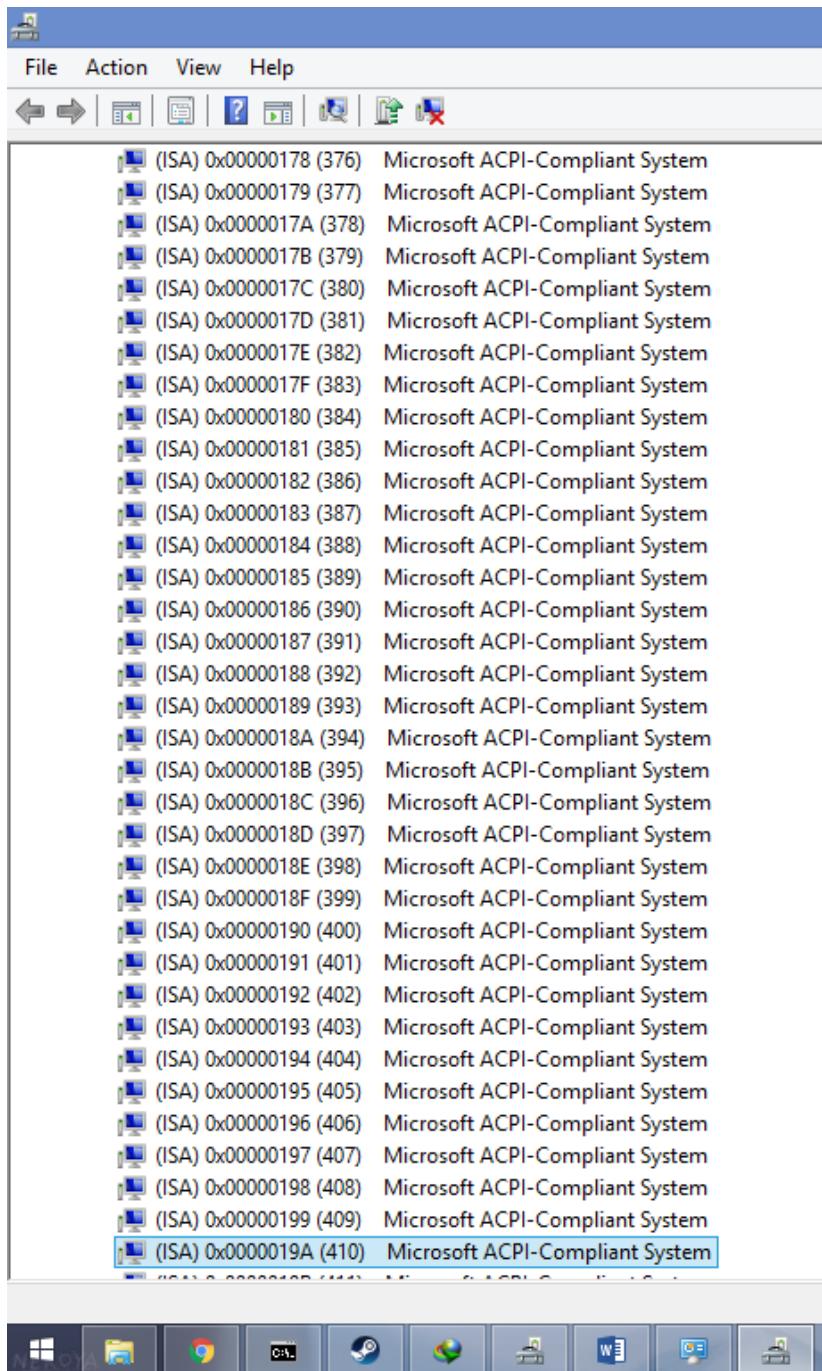 File Action View Help
(ISA) 0x00000178 (376) Microsoft ACPI-Compliant System
(ISA) 0x00000179 (377) Microsoft ACPI-Compliant System
(ISA) 0x0000017A (378) Microsoft ACPI-Compliant System
(ISA) 0x0000017B (379) Microsoft ACPI-Compliant System
(ISA) 0x0000017C (380) Microsoft ACPI-Compliant System
(ISA) 0x0000017D (381) Microsoft ACPI-Compliant System
(ISA) 0x0000017E (382) Microsoft ACPI-Compliant System
(ISA) 0x0000017F (383) Microsoft ACPI-Compliant System
(ISA) 0x00000180 (384) Microsoft ACPI-Compliant System
(ISA) 0x00000181 (385) Microsoft ACPI-Compliant System
(ISA) 0x00000182 (386) Microsoft ACPI-Compliant System
(ISA) 0x00000183 (387) Microsoft ACPI-Compliant System
(ISA) 0x00000184 (388) Microsoft ACPI-Compliant System
(ISA) 0x00000185 (389) Microsoft ACPI-Compliant System
(ISA) 0x00000186 (390) Microsoft ACPI-Compliant System
(ISA) 0x00000187 (391) Microsoft ACPI-Compliant System
(ISA) 0x00000188 (392) Microsoft ACPI-Compliant System
(ISA) 0x00000189 (393) Microsoft ACPI-Compliant System
(ISA) 0x0000018A (394) Microsoft ACPI-Compliant System
(ISA) 0x0000018B (395) Microsoft ACPI-Compliant System
(ISA) 0x0000018C (396) Microsoft ACPI-Compliant System
(ISA) 0x0000018D (397) Microsoft ACPI-Compliant System
(ISA) 0x0000018E (398) Microsoft ACPI-Compliant System
(ISA) 0x0000018F (399) Microsoft ACPI-Compliant System
(ISA) 0x00000190 (400) Microsoft ACPI-Compliant System
(ISA) 0x00000191 (401) Microsoft ACPI-Compliant System
(ISA) 0x00000192 (402) Microsoft ACPI-Compliant System
(ISA) 0x00000193 (403) Microsoft ACPI-Compliant System
(ISA) 0x00000194 (404) Microsoft ACPI-Compliant System
(ISA) 0x00000195 (405) Microsoft ACPI-Compliant System
(ISA) 0x00000196 (406) Microsoft ACPI-Compliant System
(ISA) 0x00000197 (407) Microsoft ACPI-Compliant System
(ISA) 0x00000198 (408) Microsoft ACPI-Compliant System
(ISA) 0x00000199 (409) Microsoft ACPI-Compliant System
(ISA) 0x0000019A (410) Microsoft ACPI-Compliant System